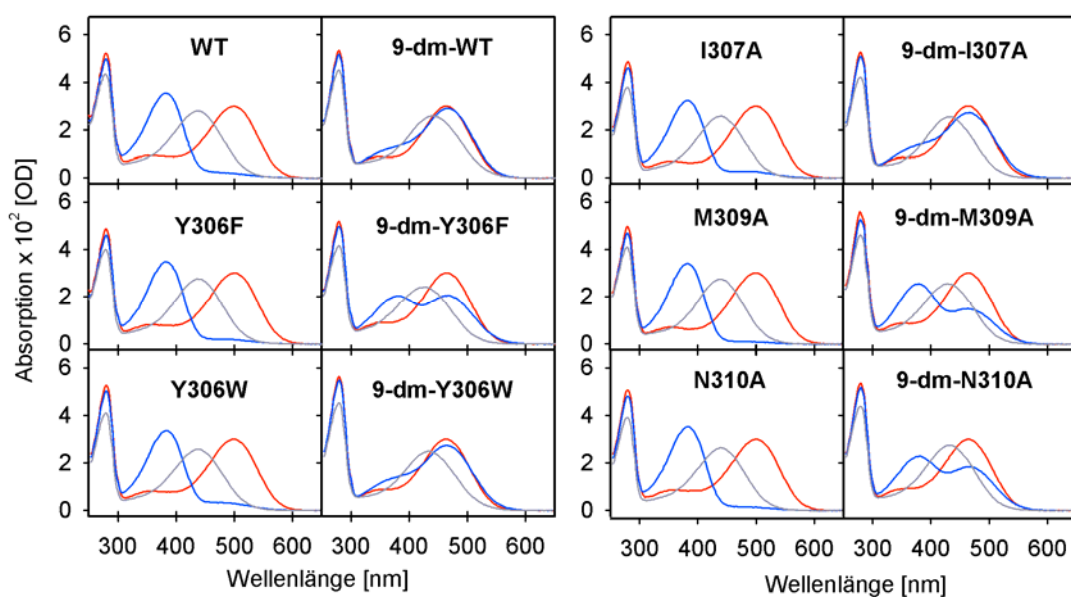 WT
9-dm-WT
I307A
9-dm-I307A
6
4
2
0
6
4
2
0
Y306F
9-dm-Y306F
M309A
9-dm-M309A
6
4
2
0
6
4
2
0
Y306W
9-dm-Y306W
N310A
9-dm-N310A
6
4
2
0
6
4
2
0
Absorption x 10² [OD]
300 400 500 600 300 400 500 600
300 400 500 600 300 400 500 600
Wellenlänge [nm]
Wellenlänge [nm]